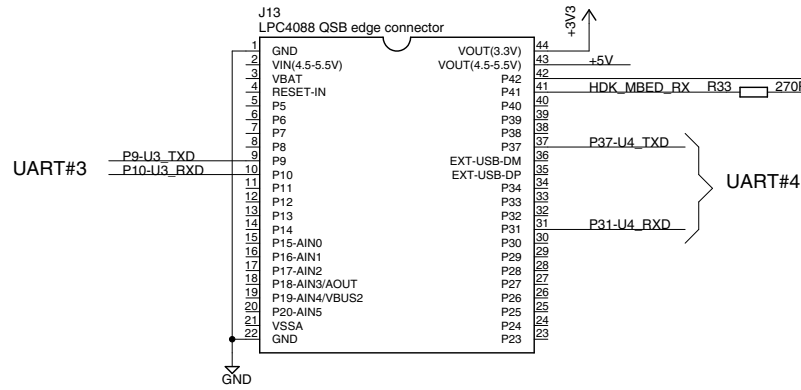 J13
LPC4088 QSB edge connector
+3V3
1 GND VOUT(3.3V) 44
2 VIN(4.5-5.5V) VOUT(4.5-5.5V) 43 +5V
3 VBAT P42 42
4 RESET-IN P41 41 HDK_MBED_RX R33 270R
5 P5 P40 40
6 P6 P39 39
7 P7 P38 38
8 P8 P37 37 P37-U4_TXD
UART#3 P9-U3_TXD 9 P9 EXT-USB-DM 36
P10-U3_RXD 10 P10 EXT-USB-DP 35 UART#4
11 P11 P34 34
12 P12 P33 33
13 P13 P32 32
14 P14 P31 31 P31-U4_RXD
15 P15-AIN0 P30 30
16 P16-AIN1 P29 29
17 P17-AIN2 P28 28
18 P18-AIN3/AOUT P27 27
19 P19-AIN4/VBUS2 P26 26
20 P20-AIN5 P25 25
21 VSSA P24 24
22 GND P23 23
GND